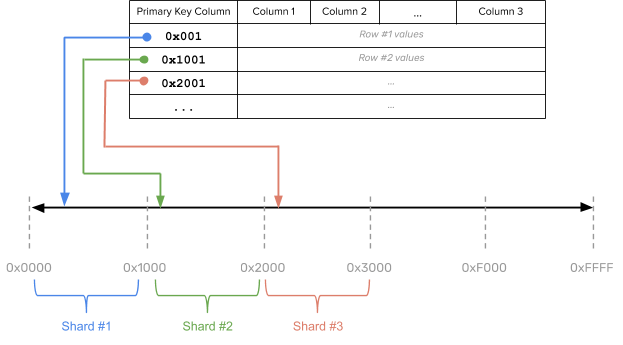 Primary Key Column Column 1 Column 2 ... Column 3
0x001 Row #1 values
0x1001 Row #2 values
0x2001 ...
... ...
0x0000 0x1000 0x2000 0x3000 0xF000 0xFFFF
Shard #1 Shard #2 Shard #3